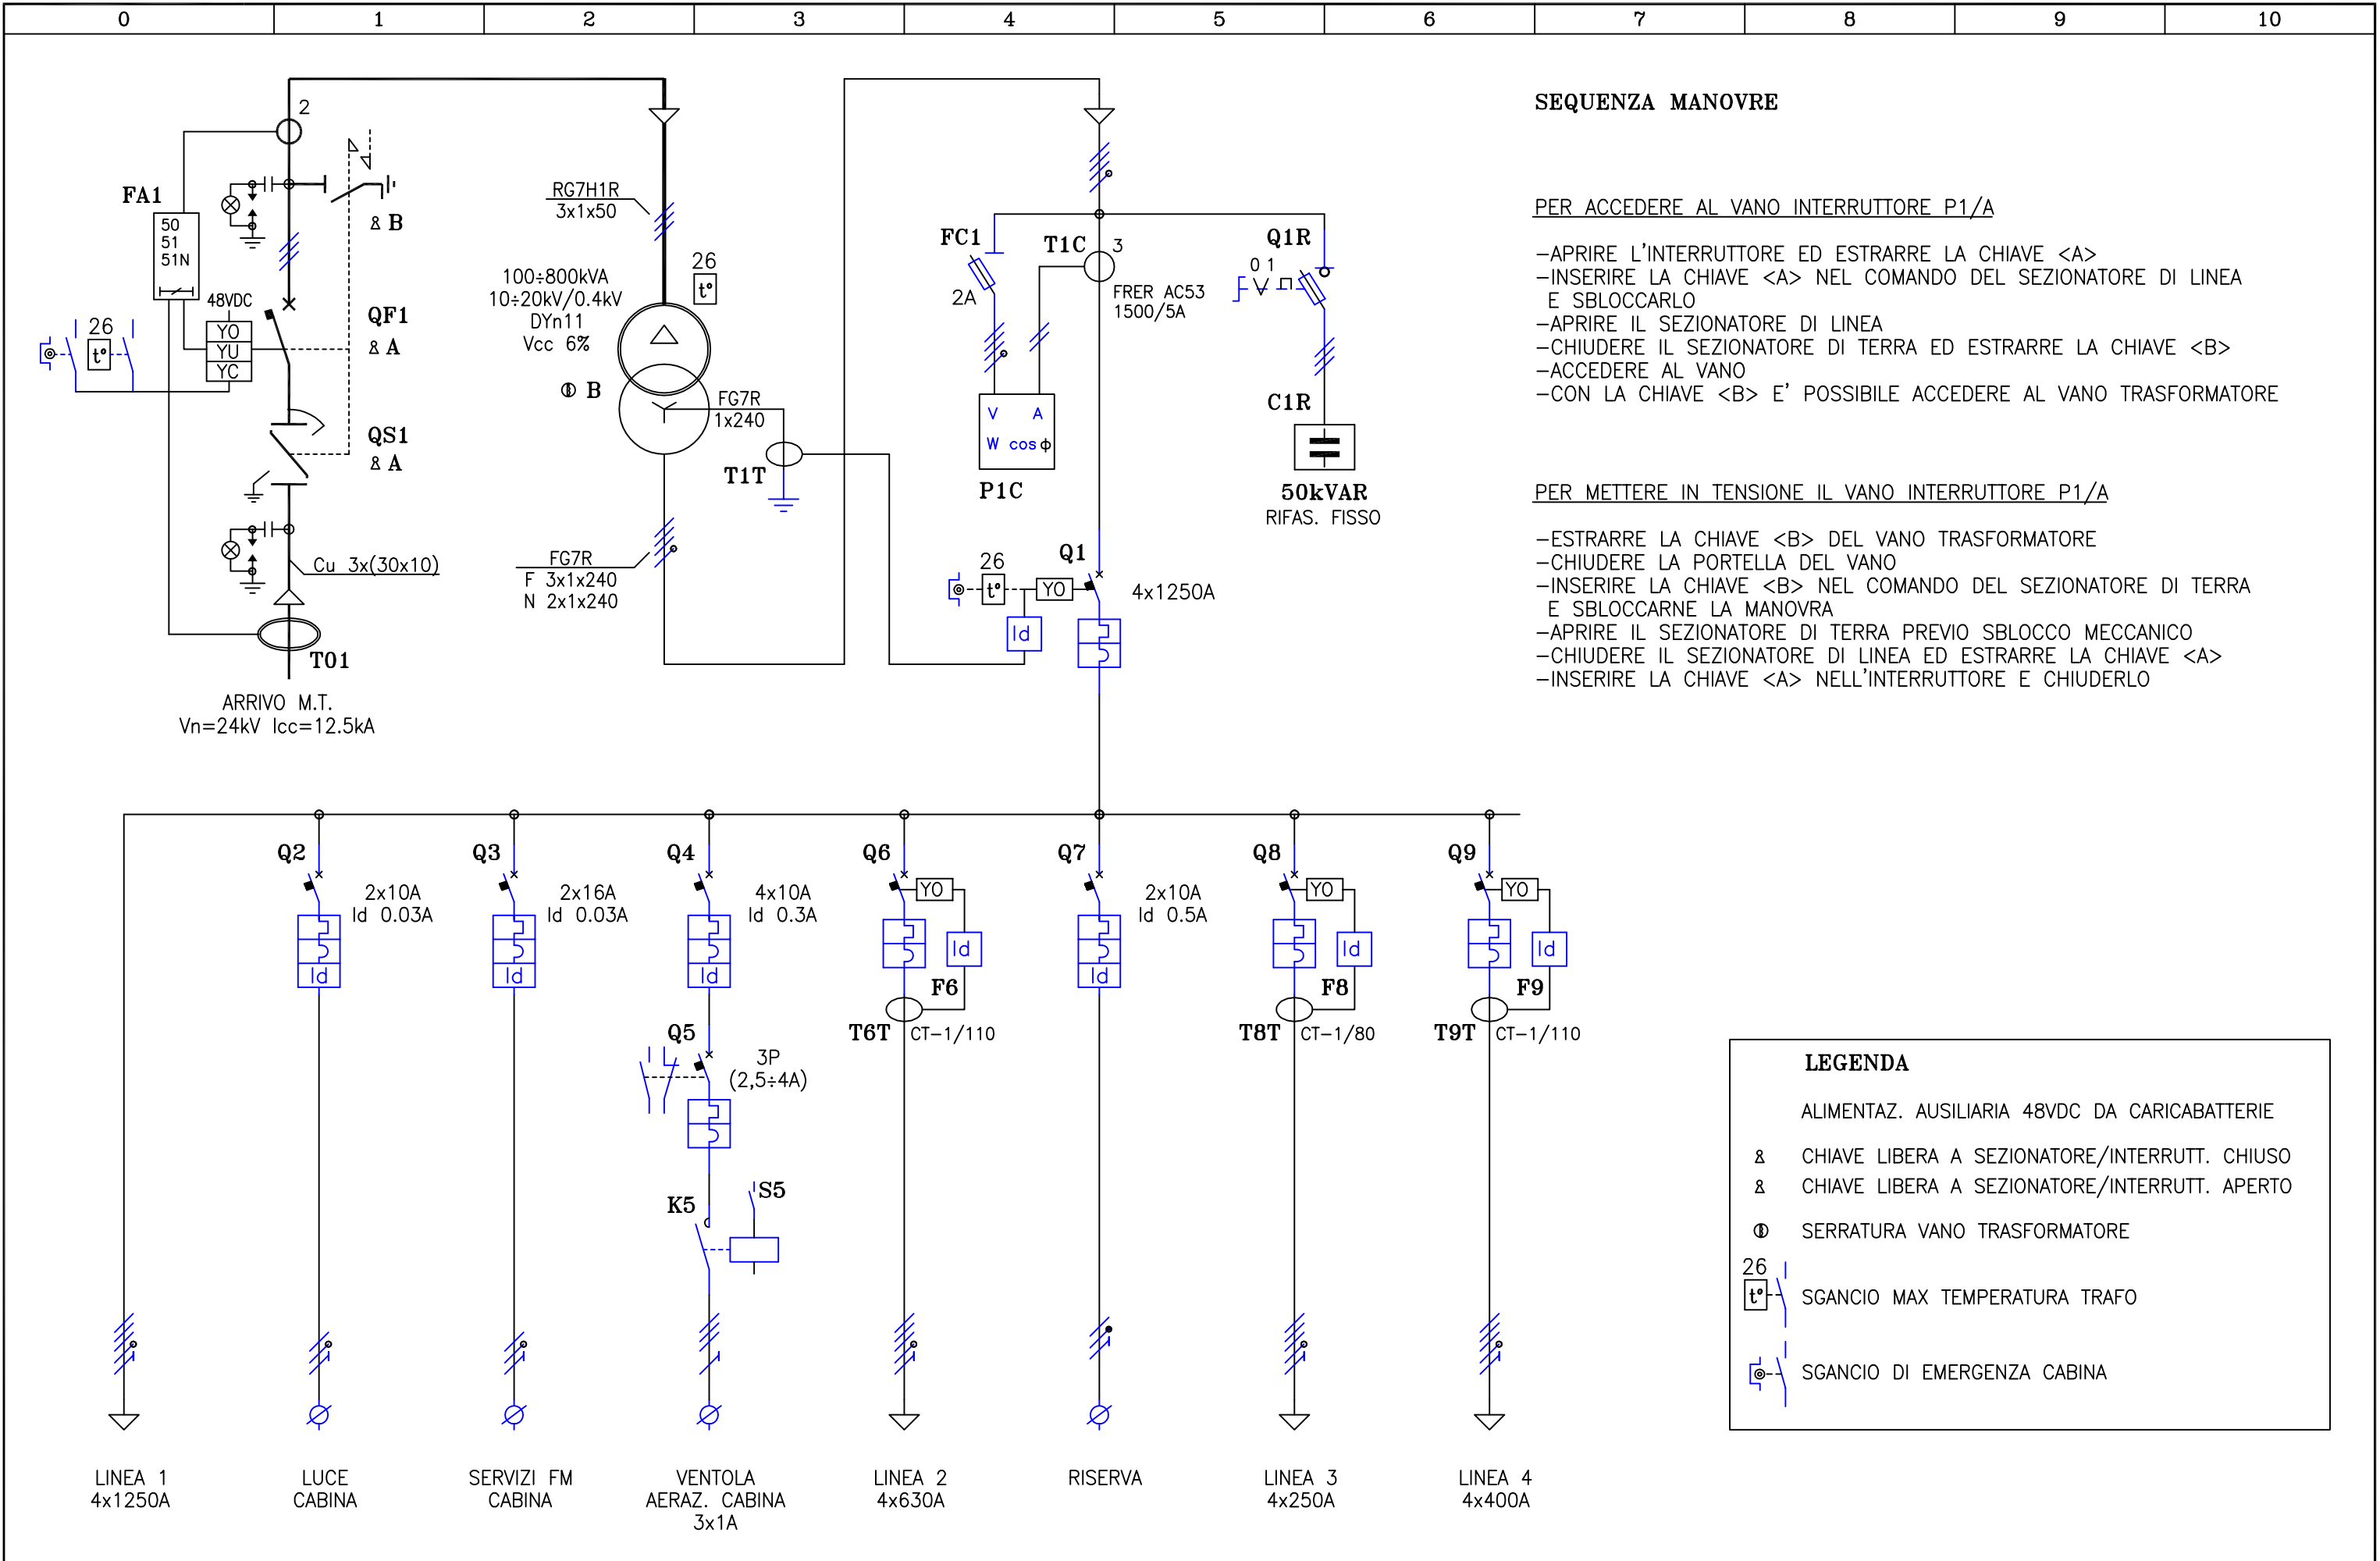 0 1 2 3 4 5 6 7 8 9 10
2
FA1
50
51
51N
B
48VDC
YO
YU
YC
26
t°
QF1
A
QS1
A
Cu 3x(30x10)
T01
ARRIVO M.T.
Vn=24kV Icc=12.5kA
RG7H1R
3x1x50
26
t°
100÷800kVA
10÷20kV/0.4kV
DYn11
Vcc 6%
B
FG7R
1x240
T1T
FG7R
F 3x1x240
N 2x1x240
FC1
2A
T1C
3
FRER AC53
1500/5A
Q1R
0 1
V A
W cosϕ
P1C
C1R
50kVAR
RIFAS. FISSO
26
t°
YO
Id
Q1
4x1250A
SEQUENZA MANOVRE
PER ACCEDERE AL VANO INTERRUTTORE P1/A
-APRIRE L'INTERRUTTORE ED ESTRARRE LA CHIAVE <A>
-INSERIRE LA CHIAVE <A> NEL COMANDO DEL SEZIONATORE DI LINEA
E SBLOCCARLO
-APRIRE IL SEZIONATORE DI LINEA
-CHIUDERE IL SEZIONATORE DI TERRA ED ESTRARRE LA CHIAVE <B>
-ACCEDERE AL VANO
-CON LA CHIAVE <B> E' POSSIBILE ACCEDERE AL VANO TRASFORMATORE
PER METTERE IN TENSIONE IL VANO INTERRUTTORE P1/A
-ESTRARRE LA CHIAVE <B> DEL VANO TRASFORMATORE
-CHIUDERE LA PORTELLA DEL VANO
-INSERIRE LA CHIAVE <B> NEL COMANDO DEL SEZIONATORE DI TERRA
E SBLOCCARNE LA MANOVRA
-APRIRE IL SEZIONATORE DI TERRA PREVIO SBLOCCO MECCANICO
-CHIUDERE IL SEZIONATORE DI LINEA ED ESTRARRE LA CHIAVE <A>
-INSERIRE LA CHIAVE <A> NELL'INTERRUTTORE E CHIUDERLO
Q2
2x10A
Id 0.03A
Id
Q3
2x16A
Id 0.03A
Id
Q4
4x10A
Id 0.3A
Id
Q5
3P
(2,5÷4A)
K5
S5
Q6
YO
Id
F6
T6T CT-1/110
Q7
2x10A
Id 0.5A
Id
Q8
YO
Id
F8
T8T CT-1/80
Q9
YO
Id
F9
T9T CT-1/110
LINEA 1
4x1250A
LUCE
CABINA
SERVIZI FM
CABINA
VENTOLA
AERAZ. CABINA
3x1A
LINEA 2
4x630A
RISERVA
LINEA 3
4x250A
LINEA 4
4x400A
LEGENDA
ALIMENTAZ. AUSILIARIA 48VDC DA CARICABATTERIE
CHIAVE LIBERA A SEZIONATORE/INTERRUTT. CHIUSO
CHIAVE LIBERA A SEZIONATORE/INTERRUTT. APERTO
SERRATURA VANO TRASFORMATORE
26
t°
SGANCIO MAX TEMPERATURA TRAFO
SGANCIO DI EMERGENZA CABINA